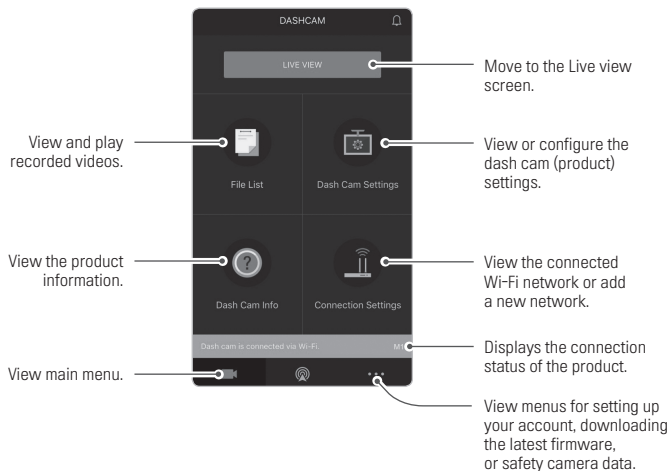 DASHCAM
LIVE VIEW
Move to the Live view
screen.
View and play
recorded videos.
File List
Dash Cam Settings
View or configure the
dash cam (product)
settings.
View the product
information.
?
Dash Cam Info
Connection Settings
View the connected
Wi-Fi network or add
a new network.
Dash cam is connected via Wi-Fi.
Displays the connection
status of the product.
View main menu.
View menus for setting up
your account, downloading
the latest firmware,
or safety camera data.